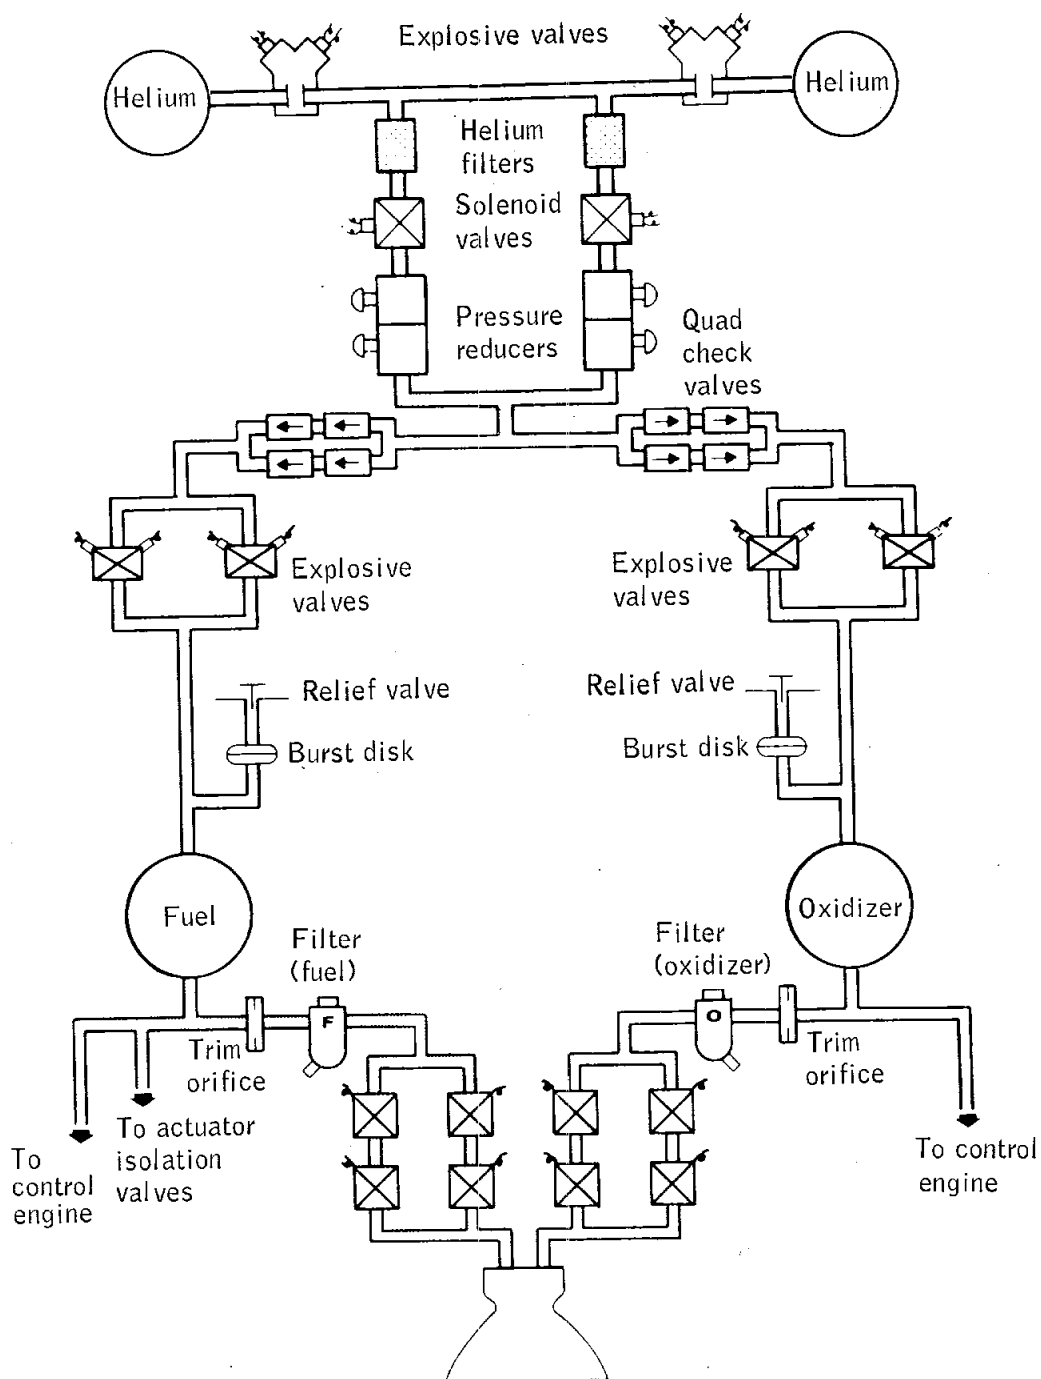 Explosive valves
Helium
Helium
Helium
filters
Solenoid
valves
Pressure
reducers
Quad
check
valves
Explosive
valves
Explosive
valves
Relief valve
Relief valve
Burst disk
Burst disk
Fuel
Oxidizer
Filter
(fuel)
Filter
(oxidizer)
F
O
Trim
orifice
Trim
orifice
To
control
engine
To actuator
isolation
valves
To control
engine